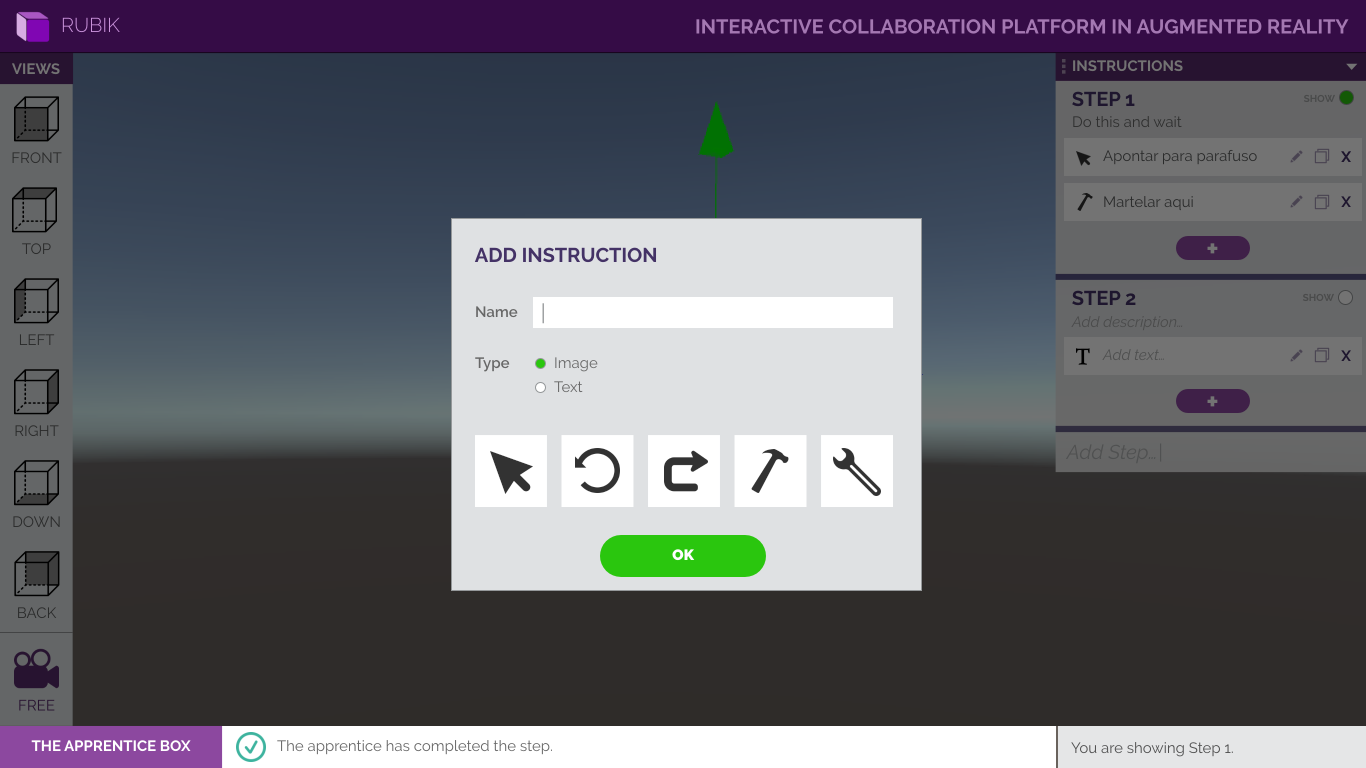 RUBIK
INTERACTIVE COLLABORATION PLATFORM IN AUGMENTED REALITY
VIEWS
FRONT
TOP
LEFT
RIGHT
DOWN
BACK
FREE
ADD INSTRUCTION
Name
Type
Image
Text
OK
INSTRUCTIONS
STEP 1
SHOW
Do this and wait
Apontar para parafuso
X
Martelar aqui
X
+
STEP 2
SHOW
Add description...
T Add text...
X
+
Add Step...
THE APPRENTICE BOX
The apprentice has completed the step.
You are showing Step 1.